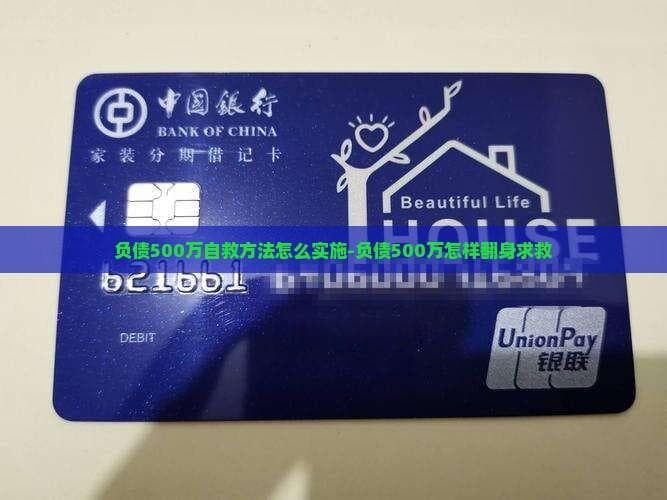 中国銀行
BANK OF CHINA
家装分期借记卡
Beautiful Life
HOUSE
负债500万自救方法怎么实施-负债500万怎样翻身求救
621661
DEBIT
UnionPay
银联